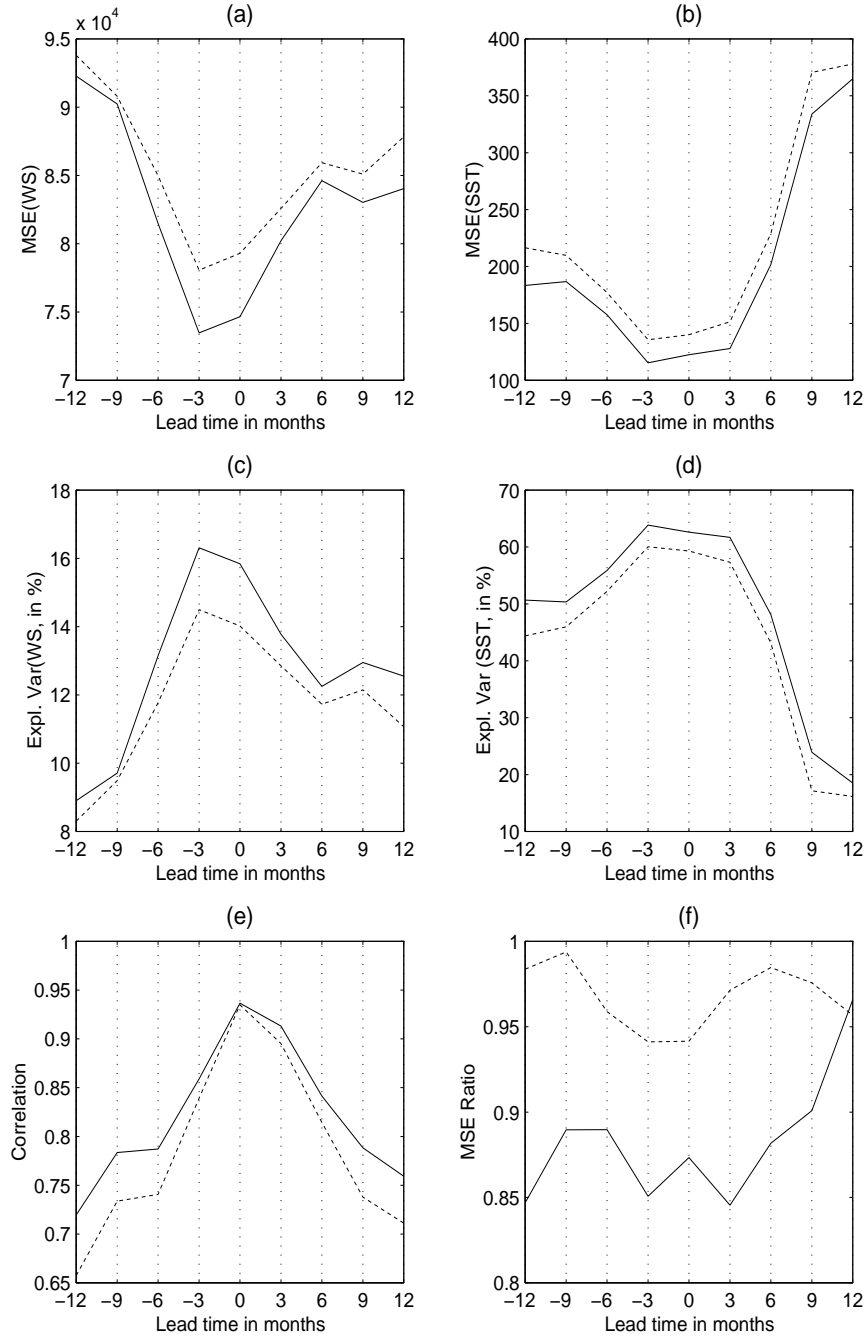 (a)
x 10^4
9.5
9
8.5
8
7.5
7
MSE(WS)
−12 −9 −6 −3 0 3 6 9 12
Lead time in months
(b)
400
350
300
250
200
150
100
MSE(SST)
−12 −9 −6 −3 0 3 6 9 12
Lead time in months
(c)
18
16
14
12
10
8
Expl. Var(WS, in %)
−12 −9 −6 −3 0 3 6 9 12
Lead time in months
(d)
70
60
50
40
30
20
10
Expl. Var (SST, in %)
−12 −9 −6 −3 0 3 6 9 12
Lead time in months
(e)
1
0.95
0.9
0.85
0.8
0.75
0.7
0.65
Correlation
−12 −9 −6 −3 0 3 6 9 12
Lead time in months
(f)
1
0.95
0.9
0.85
0.8
MSE Ratio
−12 −9 −6 −3 0 3 6 9 12
Lead time in months